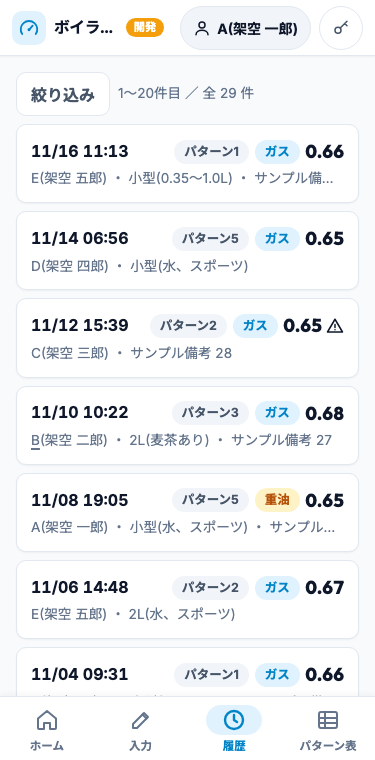 ボイラ… 開発 A(架空 一郎)
絞り込み 1〜20件目 ／ 全 29 件
11/16 11:13 パターン1 ガス 0.66
E(架空 五郎) ・ 小型(0.35〜1.0L) ・ サンプル備…
11/14 06:56 パターン5 ガス 0.65
D(架空 四郎) ・ 小型(水、スポーツ)
11/12 15:39 パターン2 ガス 0.65
C(架空 三郎) ・ サンプル備考 28
11/10 10:22 パターン3 ガス 0.68
B(架空 二郎) ・ 2L(麦茶あり) ・ サンプル備考 27
11/08 19:05 パターン5 重油 0.65
A(架空 一郎) ・ 小型(水、スポーツ) ・ サンプル…
11/06 14:48 パターン2 ガス 0.67
E(架空 五郎) ・ 2L(水、スポーツ)
11/04 09:31 パターン1 ガス 0.66
ホーム 入力 履歴 パターン表